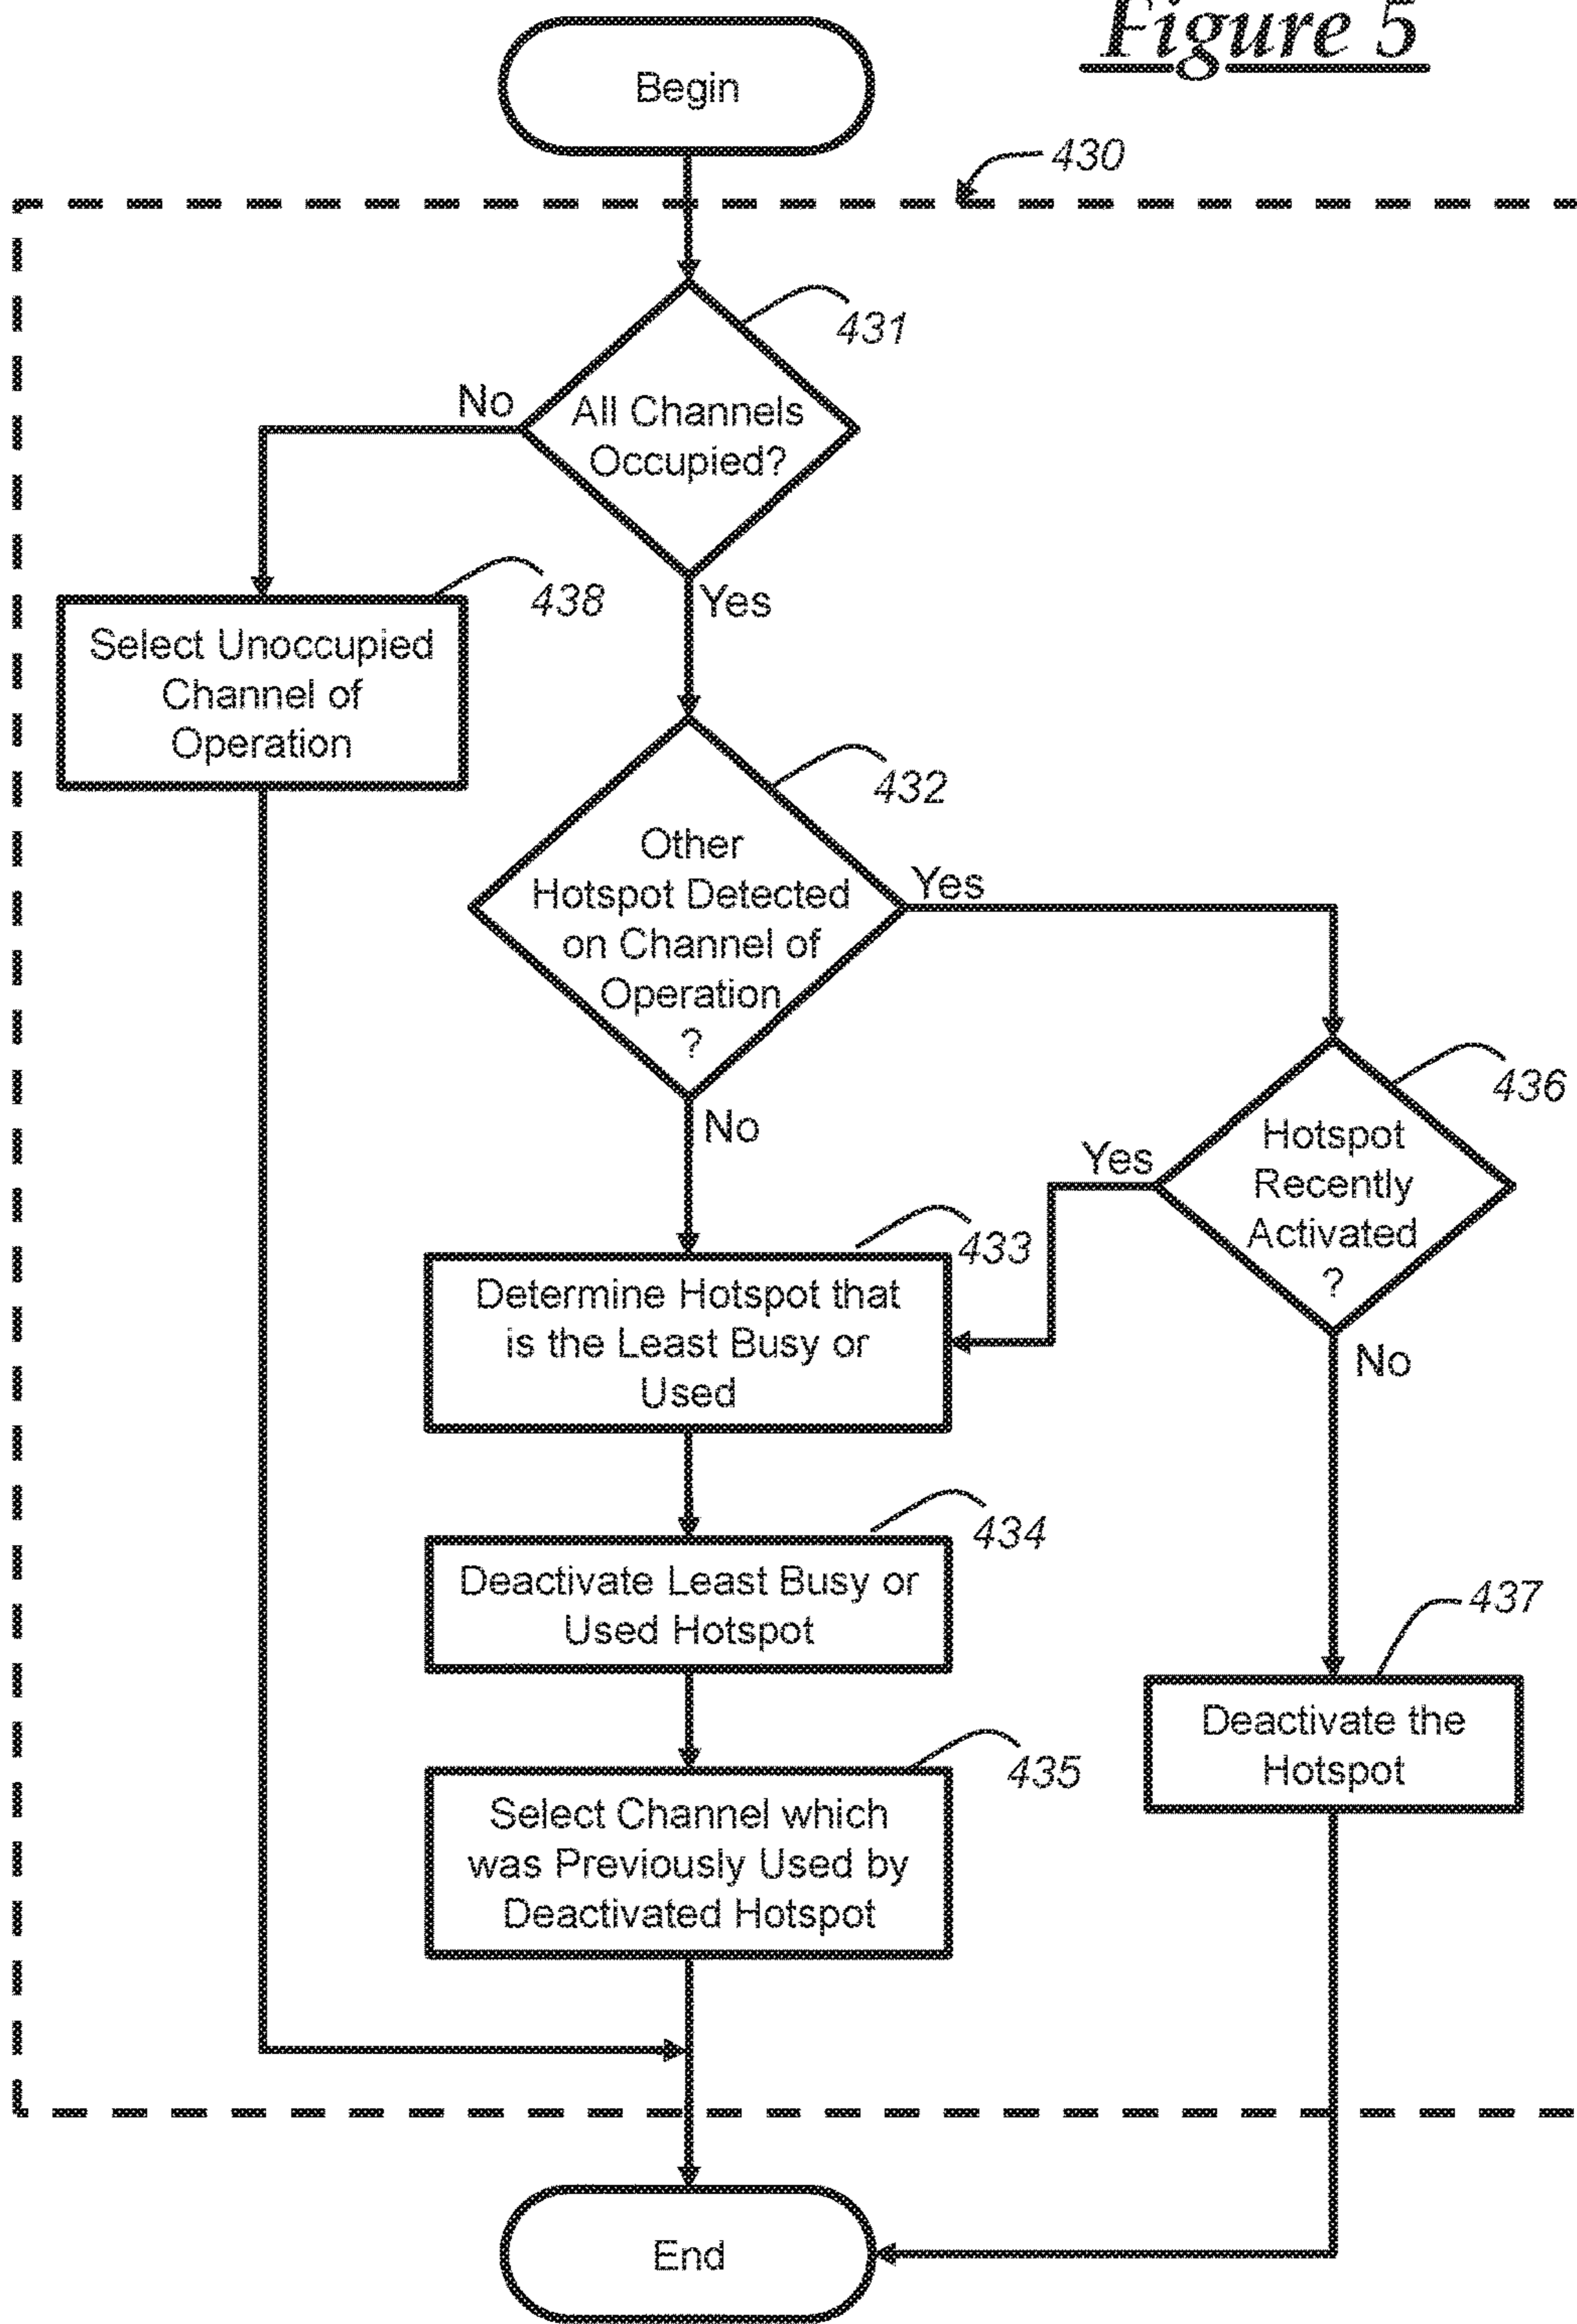 Figure 5
Begin
430
431
No
All Channels
Occupied?
438
Yes
Select Unoccupied
Channel of
Operation
432
Other
Hotspot Detected
on Channel of
Operation
?
Yes
436
No
Hotspot
Recently
Activated
?
Yes
433
Determine Hotspot that
is the Least Busy or
Used
No
434
Deactivate Least Busy or
Used Hotspot
437
Deactivate the
Hotspot
435
Select Channel which
was Previously Used by
Deactivated Hotspot
End